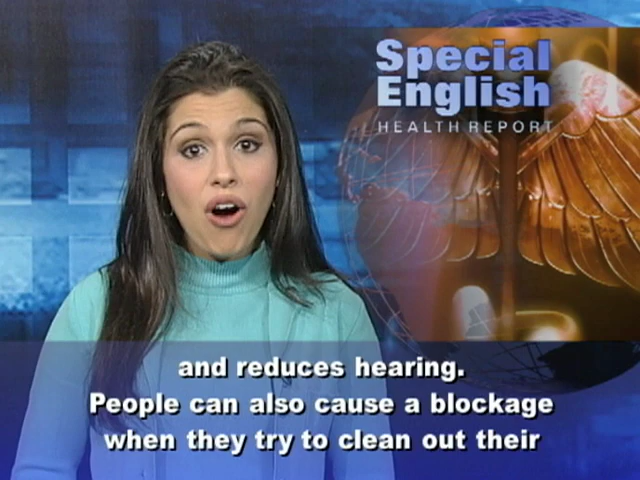 Special
English
HEALTH REPORT
and reduces hearing.
People can also cause a blockage
when they try to clean out their